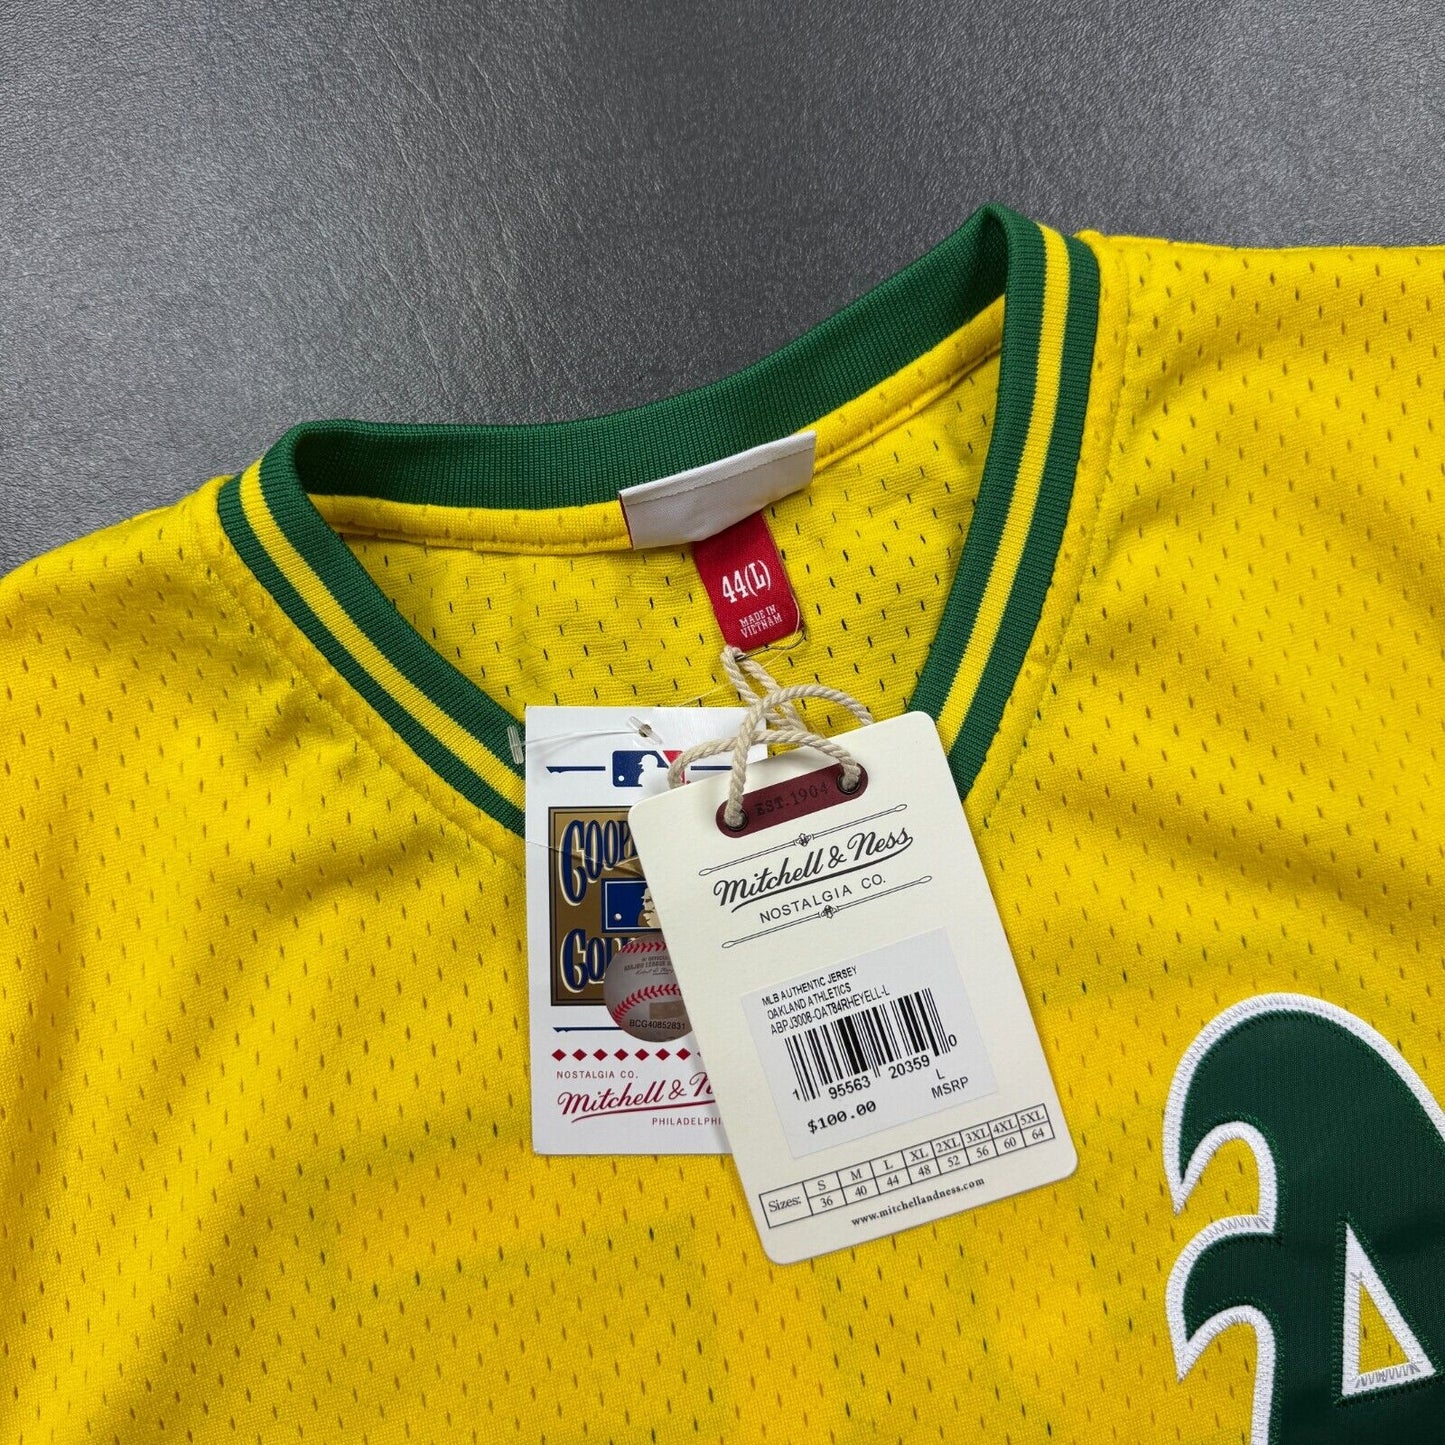 44(L)
MADE IN
VIETNAM
EST. 1904
Mitchell & Ness
NOSTALGIA CO.
MLB AUTHENTIC JERSEY
OAKLAND ATHLETICS
ABPJ3008-OAT84RHEYELL-L
1 95563 20359 0
L
$100.00 MSRP
Sizes: S M L XL 2XL 3XL 4XL 5XL
36 40 44 48 52 56 60 64
www.mitchellandness.com
BCG40852831
NOSTALGIA CO.
Mitchell &